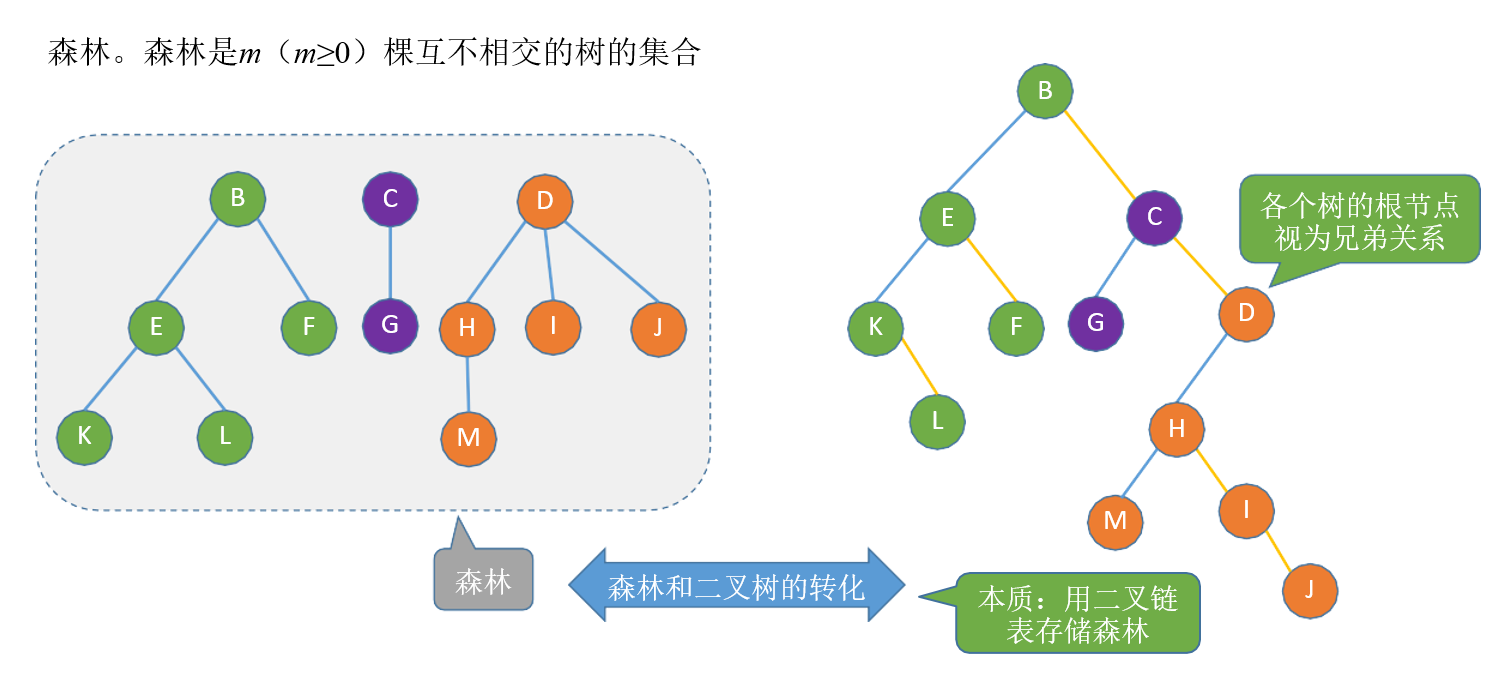 森林。森林是m（m≥0）棵互不相交的树的集合
B
C
D
E
F
G
H
I
J
K
L
M
森林
森林和二叉树的转化
B
E
C
各个树的根节点
视为兄弟关系
K
F
G
D
L
H
M
I
J
本质：用二叉链
表存储森林